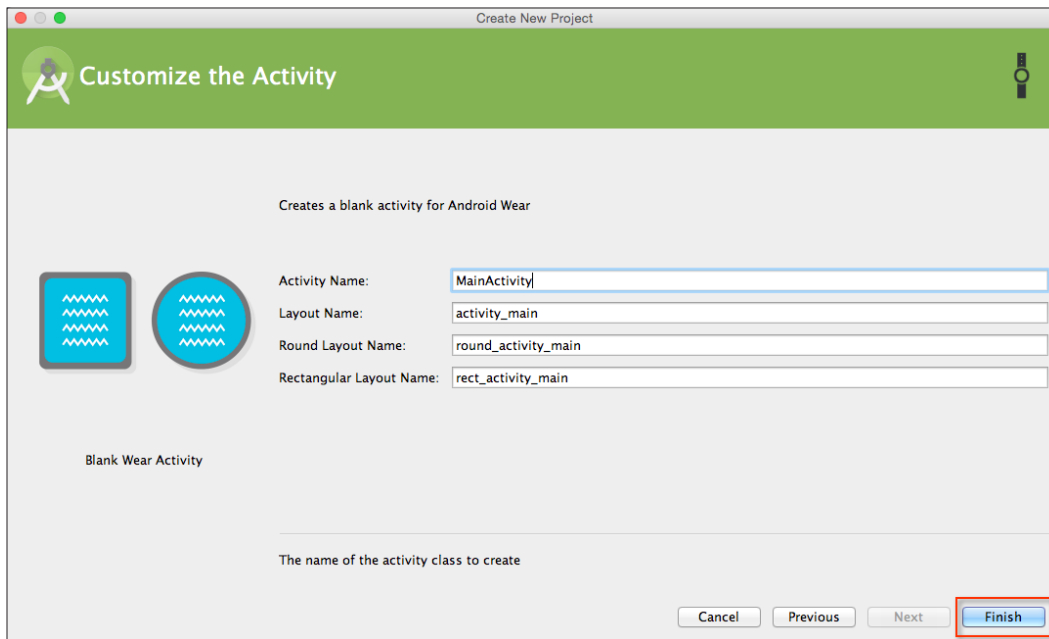 Create New Project
Customize the Activity
Creates a blank activity for Android Wear
Activity Name: MainActivity
Layout Name: activity_main
Round Layout Name: round_activity_main
Rectangular Layout Name: rect_activity_main
Blank Wear Activity
The name of the activity class to create
Cancel Previous Next Finish